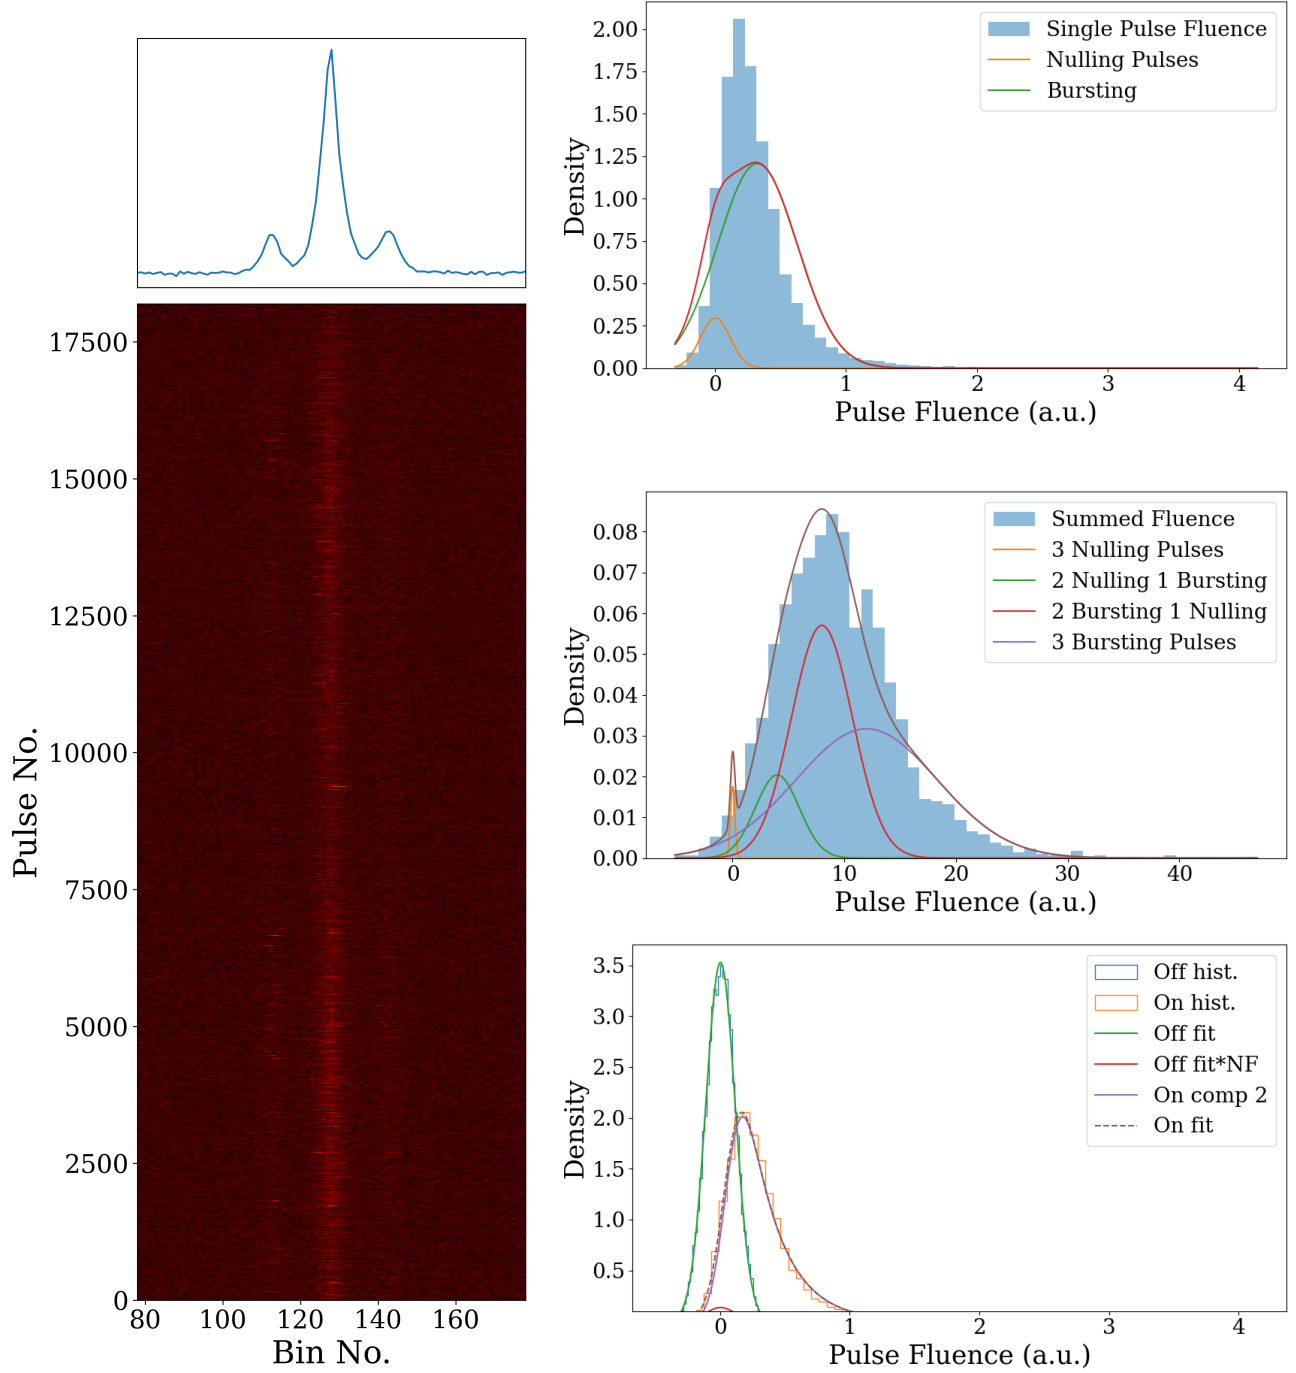 17500
15000
12500
10000
7500
5000
2500
0
Pulse No.
80 100 120 140 160
Bin No.
2.00
1.75
1.50
1.25
1.00
0.75
0.50
0.25
0.00
Density
Single Pulse Fluence
Nulling Pulses
Bursting
0 1 2 3 4
Pulse Fluence (a.u.)
0.08
0.07
0.06
0.05
0.04
0.03
0.02
0.01
0.00
Density
Summed Fluence
3 Nulling Pulses
2 Nulling 1 Bursting
2 Bursting 1 Nulling
3 Bursting Pulses
0 10 20 30 40
Pulse Fluence (a.u.)
3.5
3.0
2.5
2.0
1.5
1.0
0.5
Density
Off hist.
On hist.
Off fit
Off fit*NF
On comp 2
On fit
0 1 2 3 4
Pulse Fluence (a.u.)